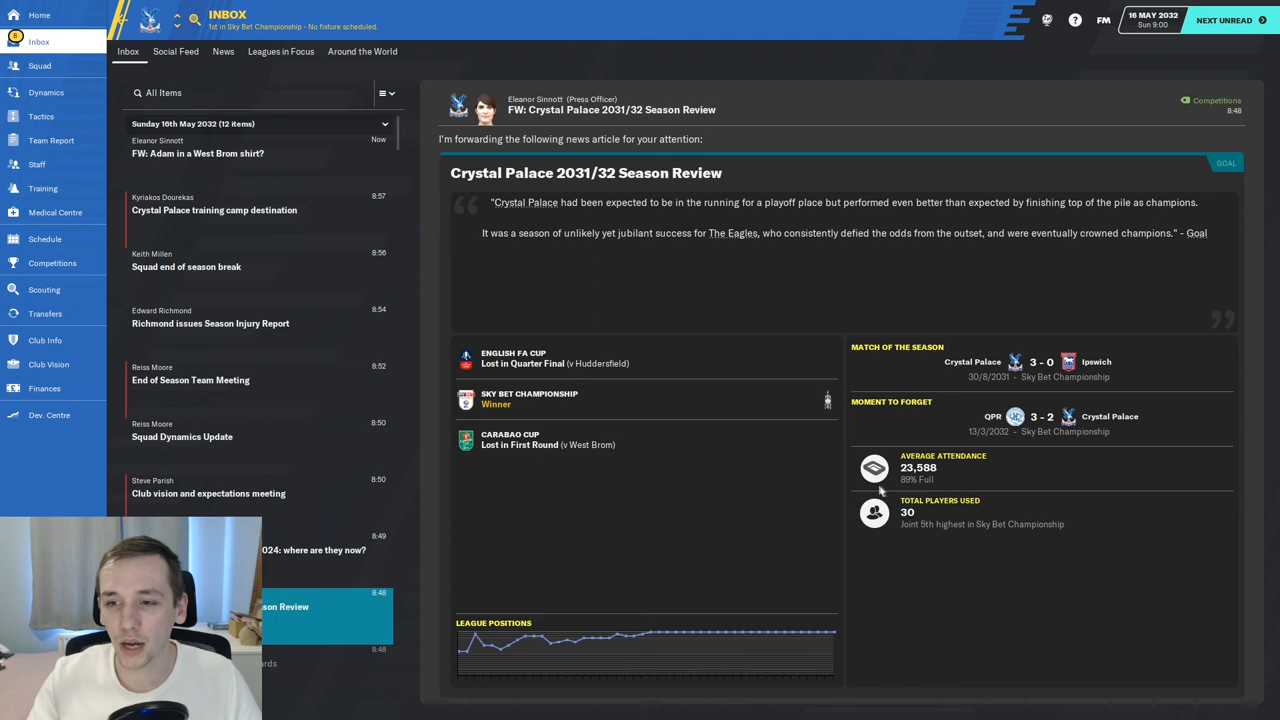 Home
INBOX
1st in Sky Bet Championship - No fixture scheduled.
FM
16 MAY 2032
Sun 9:00
NEXT UNREAD
8
Inbox
Squad
Dynamics
Tactics
Team Report
Staff
Training
Medical Centre
Schedule
Competitions
Scouting
Transfers
Club Info
Club Vision
Finances
Dev. Centre
Inbox
Social Feed
News
Leagues in Focus
Around the World
All Items
Sunday 16th May 2032 (12 items)
Eleanor Sinnott
Now
FW: Adam in a West Brom shirt?
Kyriakos Dourekas
8:57
Crystal Palace training camp destination
Keith Millen
8:56
Squad end of season break
Edward Richmond
8:54
Richmond issues Season Injury Report
Reiss Moore
8:52
End of Season Team Meeting
Reiss Moore
8:50
Squad Dynamics Update
Steve Parish
8:50
Club vision and expectations meeting
8:49
2024: where are they now?
8:48
son Review
8:48
ards
Eleanor Sinnott (Press Officer)
FW: Crystal Palace 2031/32 Season Review
Competitions
8:48
I'm forwarding the following news article for your attention:
GOAL
Crystal Palace 2031/32 Season Review
"Crystal Palace had been expected to be in the running for a playoff place but performed even better than expected by finishing top of the pile as champions.
It was a season of unlikely yet jubilant success for The Eagles, who consistently defied the odds from the outset, and were eventually crowned champions." - Goal
ENGLISH FA CUP
Lost in Quarter Final (v Huddersfield)
SKY BET CHAMPIONSHIP
Winner
CARABAO CUP
Lost in First Round (v West Brom)
LEAGUE POSITIONS
MATCH OF THE SEASON
Crystal Palace 3 - 0 Ipswich
30/8/2031 - Sky Bet Championship
MOMENT TO FORGET
QPR 3 - 2 Crystal Palace
13/3/2032 - Sky Bet Championship
AVERAGE ATTENDANCE
23,588
89% Full
TOTAL PLAYERS USED
30
Joint 5th highest in Sky Bet Championship